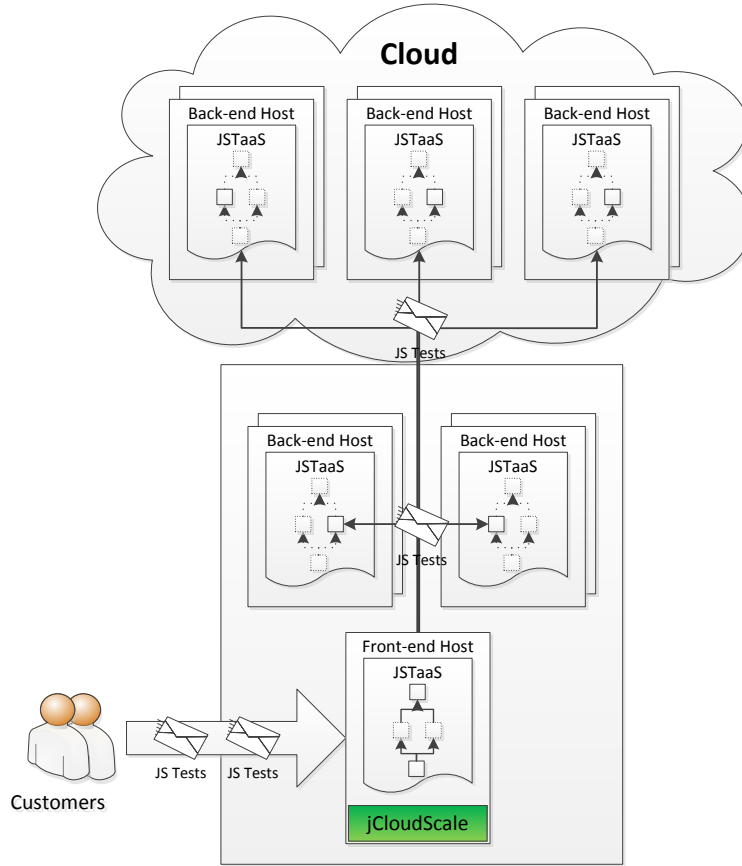 Cloud
Back-end Host
JSTaaS
Back-end Host
JSTaaS
Back-end Host
JSTaaS
JS Tests
Back-end Host
JSTaaS
Back-end Host
JSTaaS
JS Tests
Front-end Host
JSTaaS
JS Tests
JS Tests
Customers
jCloudScale